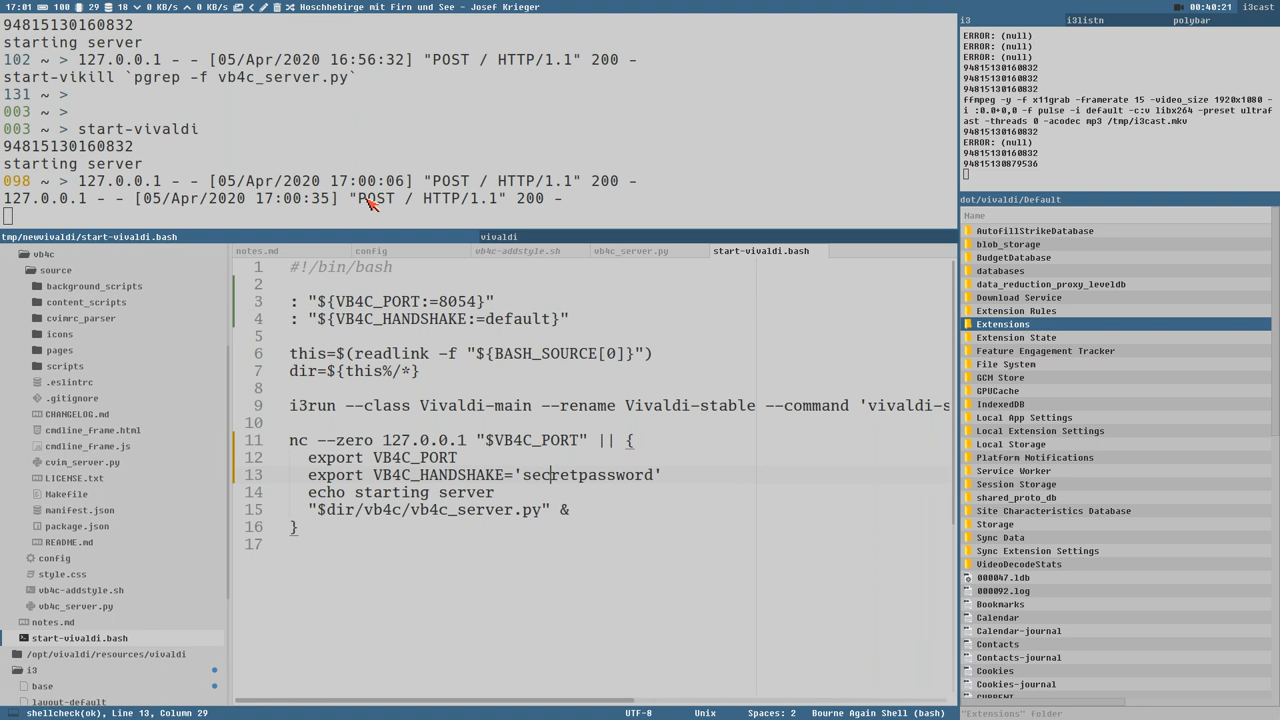 17:01 100 29 18 0 KB/s 0 KB/s Hoschhebirge mit Firn und See - Josef Krieger 00:40:21 i3cast
94815130160832
starting server
102 ~ > 127.0.0.1 - - [05/Apr/2020 16:56:32] "POST / HTTP/1.1" 200 -
start-vikill `pgrep -f vb4c_server.py`
131 ~ >
003 ~ >
003 ~ > start-vivaldi
94815130160832
starting server
098 ~ > 127.0.0.1 - - [05/Apr/2020 17:00:06] "POST / HTTP/1.1" 200 -
127.0.0.1 - - [05/Apr/2020 17:00:35] "POST / HTTP/1.1" 200 -
i3 i3listn polybar
ERROR: (null)
ERROR: (null)
ERROR: (null)
94815130160832
94815130160832
94815130160832
ffmpeg -y -f x11grab -framerate 15 -video_size 1920x1080 -
i :0.0+0,0 -f pulse -i default -c:v libx264 -preset ultraf
ast -threads 0 -acodec mp3 /tmp/i3cast.mkv
94815130160832
ERROR: (null)
94815130160832
94815130879536
tmp/newvivaldi/start-vivaldi.bash vivaldi
vb4c
source
background_scripts
content_scripts
cvimrc_parser
icons
pages
scripts
.eslintrc
.gitignore
CHANGELOG.md
cmdline_frame.html
cmdline_frame.js
cvim_server.py
LICENSE.txt
Makefile
manifest.json
package.json
README.md
config
style.css
vb4c-addstyle.sh
vb4c_server.py
notes.md
start-vivaldi.bash
/opt/vivaldi/resources/vivaldi
i3
base
layout-default
notes.md config vb4c-addstyle.sh vb4c_server.py start-vivaldi.bash
1 #!/bin/bash
2
3 : "${VB4C_PORT:=8054}"
4 : "${VB4C_HANDSHAKE:=default}"
5
6 this=$(readlink -f "${BASH_SOURCE[0]}")
7 dir=${this%/*}
8
9 i3run --class Vivaldi-main --rename Vivaldi-stable --command 'vivaldi-s
10
11 nc --zero 127.0.0.1 "$VB4C_PORT" || {
12 export VB4C_PORT
13 export VB4C_HANDSHAKE='secretpassword'
14 echo starting server
15 "$dir/vb4c/vb4c_server.py" &
16 }
17
shellcheck(ok), Line 13, Column 29 UTF-8 Unix Spaces: 2 Bourne Again Shell (bash)
dot/vivaldi/Default
Name
AutofillStrikeDatabase
blob_storage
BudgetDatabase
databases
data_reduction_proxy_leveldb
Download Service
Extension Rules
Extensions
Extension State
Feature Engagement Tracker
File System
GCM Store
GPUCache
IndexedDB
Local App Settings
Local Extension Settings
Local Storage
Platform Notifications
Service Worker
Session Storage
shared_proto_db
Site Characteristics Database
Storage
Sync Data
Sync Extension Settings
VideoDecodeStats
000047.ldb
000092.log
Bookmarks
Calendar
Calendar-journal
Contacts
Contacts-journal
Cookies
Cookies-journal
CURRENT
"Extensions" folder